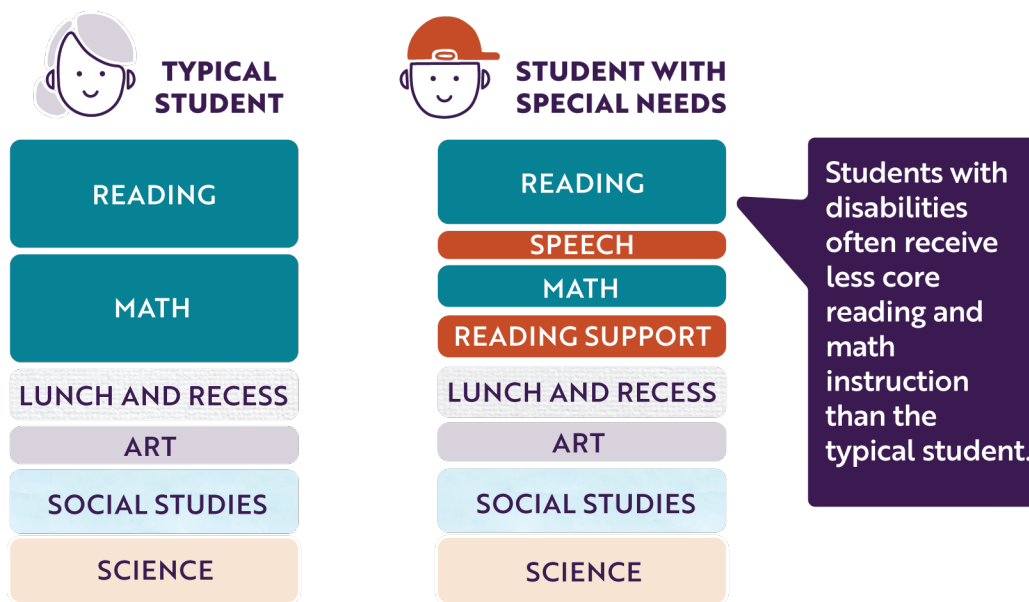 TYPICAL
STUDENT
READING
MATH
LUNCH AND RECESS
ART
SOCIAL STUDIES
SCIENCE
STUDENT WITH
SPECIAL NEEDS
READING
SPEECH
MATH
READING SUPPORT
LUNCH AND RECESS
ART
SOCIAL STUDIES
SCIENCE
Students with
disabilities
often receive
less core
reading and
math
instruction
than the
typical student.